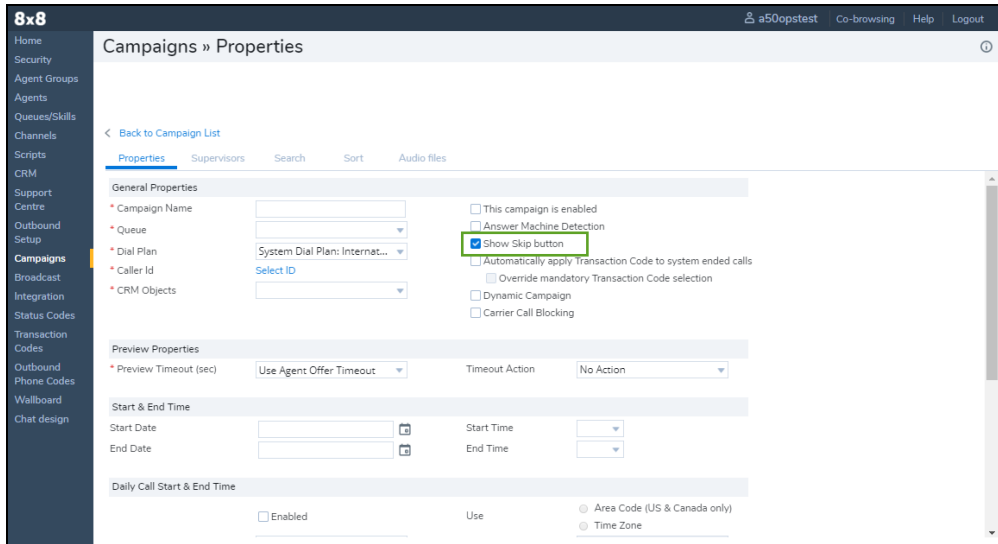 8x8
a50opstest Co-browsing Help Logout
Home
Security
Agent Groups
Agents
Queues/Skills
Channels
Scripts
CRM
Support
Centre
Outbound
Setup
Campaigns
Broadcast
Integration
Status Codes
Transaction
Codes
Outbound
Phone Codes
Wallboard
Chat design
Campaigns » Properties
Back to Campaign List
Properties Supervisors Search Sort Audio files
General Properties
* Campaign Name
* Queue
* Dial Plan System Dial Plan: Internat...
* Caller Id Select ID
* CRM Objects
This campaign is enabled
Answer Machine Detection
Show Skip button
Automatically apply Transaction Code to system ended calls
Override mandatory Transaction Code selection
Dynamic Campaign
Carrier Call Blocking
Preview Properties
* Preview Timeout (sec) Use Agent Offer Timeout Timeout Action No Action
Start & End Time
Start Date Start Time
End Date End Time
Daily Call Start & End Time
Enabled Use Area Code (US & Canada only)
Time Zone